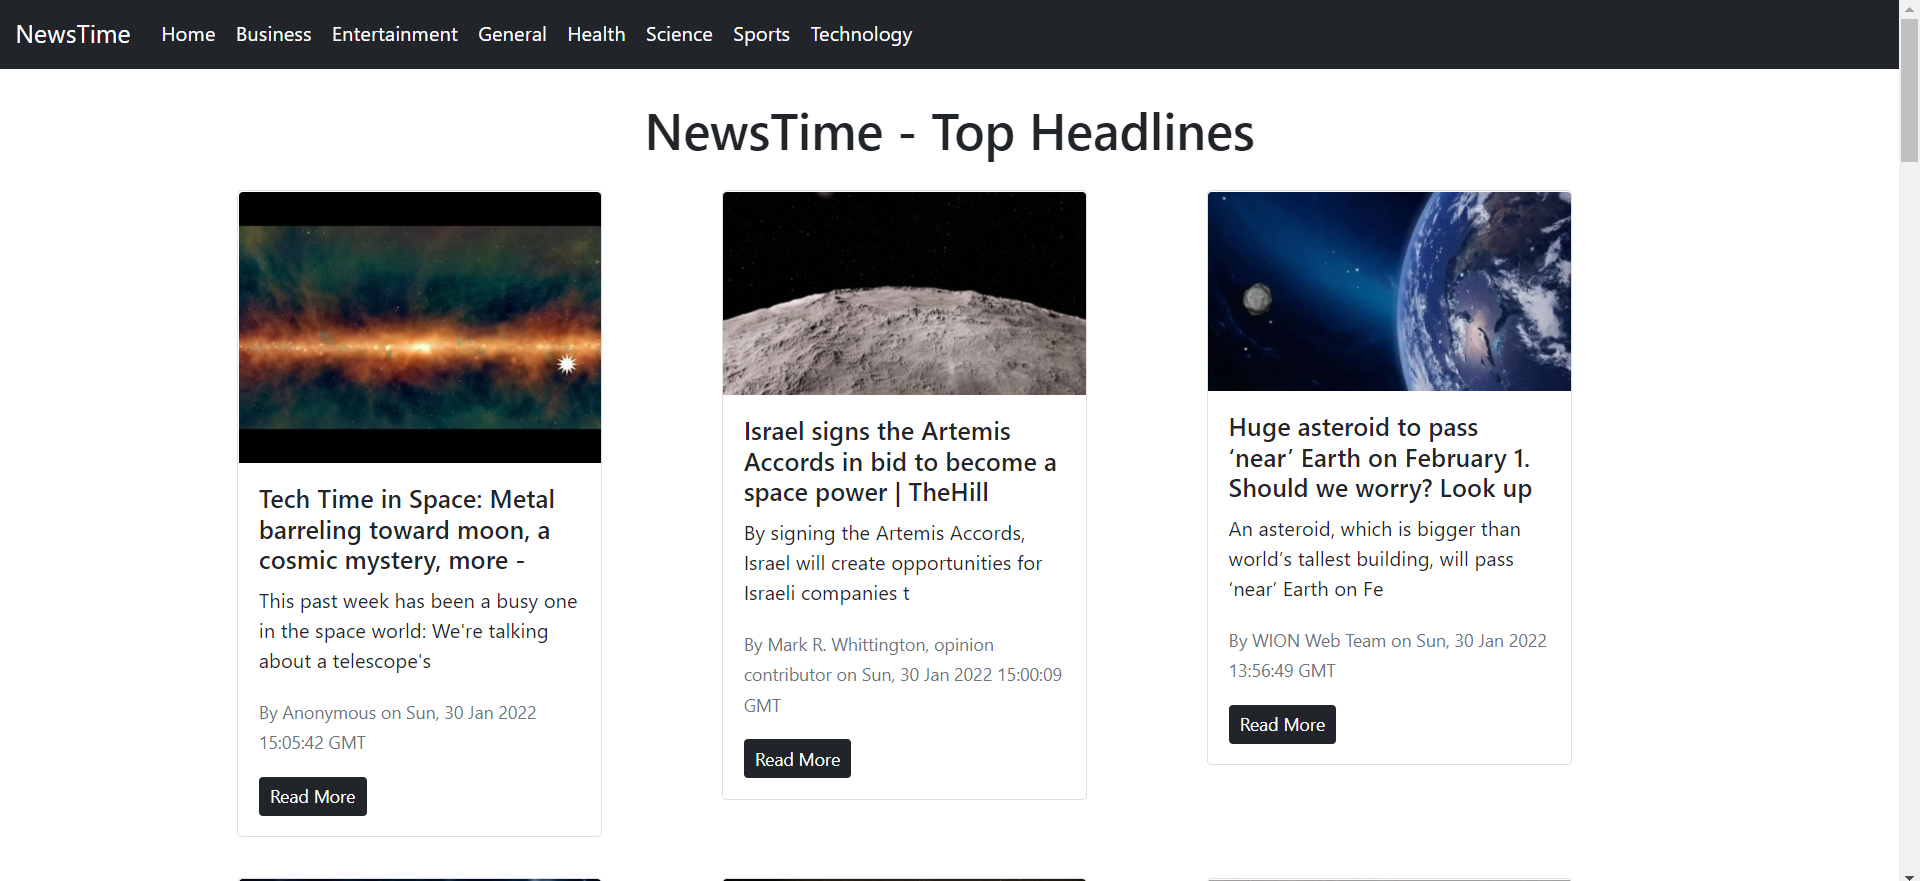 NewsTime Home Business Entertainment General Health Science Sports Technology
NewsTime - Top Headlines
Tech Time in Space: Metal
barreling toward moon, a
cosmic mystery, more -
This past week has been a busy one
in the space world: We're talking
about a telescope's
By Anonymous on Sun, 30 Jan 2022
15:05:42 GMT
Read More
Israel signs the Artemis
Accords in bid to become a
space power | TheHill
By signing the Artemis Accords,
Israel will create opportunities for
Israeli companies t
By Mark R. Whittington, opinion
contributor on Sun, 30 Jan 2022 15:00:09
GMT
Read More
Huge asteroid to pass
‘near’ Earth on February 1.
Should we worry? Look up
An asteroid, which is bigger than
world’s tallest building, will pass
‘near’ Earth on Fe
By WION Web Team on Sun, 30 Jan 2022
13:56:49 GMT
Read More